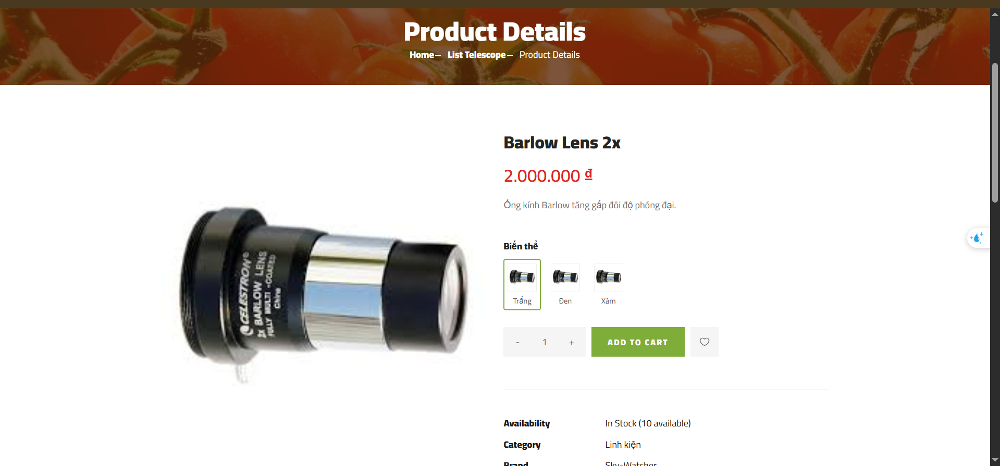 Product Details
Home – List Telescope – Product Details
Barlow Lens 2x
2.000.000 ₫
Ống kính Barlow tăng gấp đôi độ phóng đại.
Biến thể
Trắng Đen Xám
- 1 + ADD TO CART
CELESTRON®
2x BARLOW LENS
FULLY MULTI-COATED
China
Availability In Stock (10 available)
Category Linh kiện
Brand Sky-Watcher